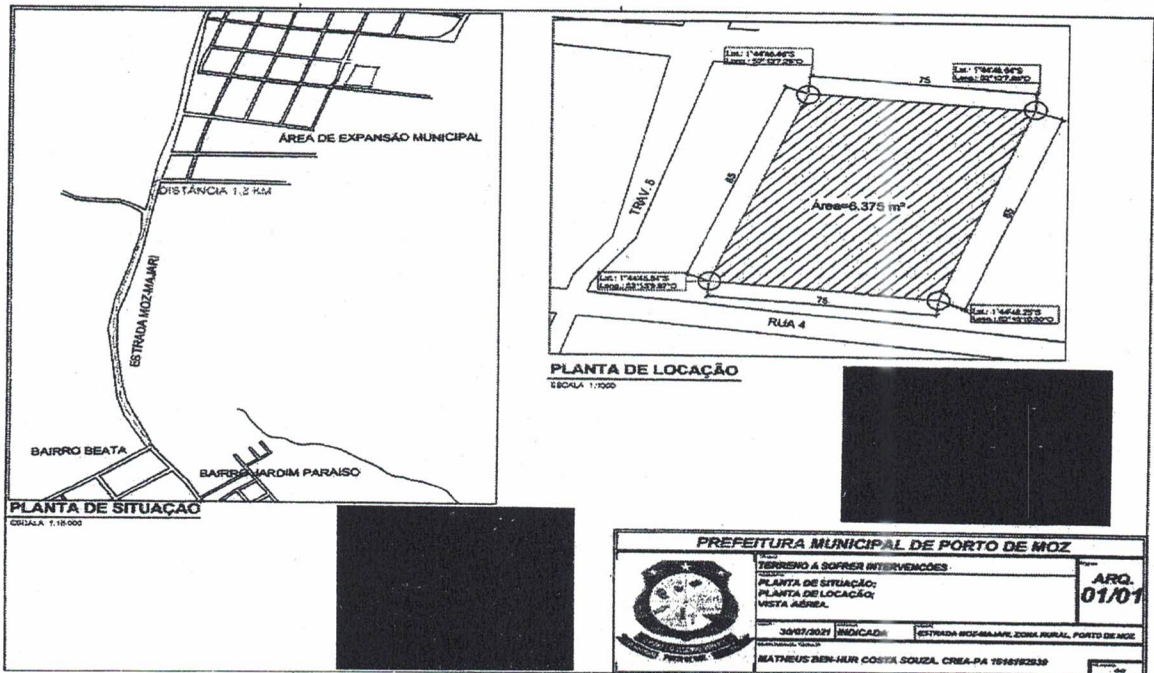 ÁREA DE EXPANSÃO MUNICIPAL
DISTÂNCIA 1,2 KM
ESTRADA MOZ-MAJARI
BAIRRO BEATA
BAIRRO JARDIM PARAISO
PLANTA DE SITUAÇÃO
ESCALA
TRAV. 5
75
85
Área=6.375 m²
85
75
RUA 4
PLANTA DE LOCAÇÃO
ESCALA 1:1000
PREFEITURA MUNICIPAL DE PORTO DE MOZ
TERRENO A SOFRER INTERVENCÕES
PLANTA DE SITUAÇÃO;
PLANTA DE LOCAÇÃO;
VISTA AÉREA.
ARQ.
01/01
30/07/2021
INDICADA
ESTRADA MOZ-MAJARI, ZONA RURAL, PORTO DE MOZ
MATHEUS BEN-HUR COSTA SOUZA. CREA-PA